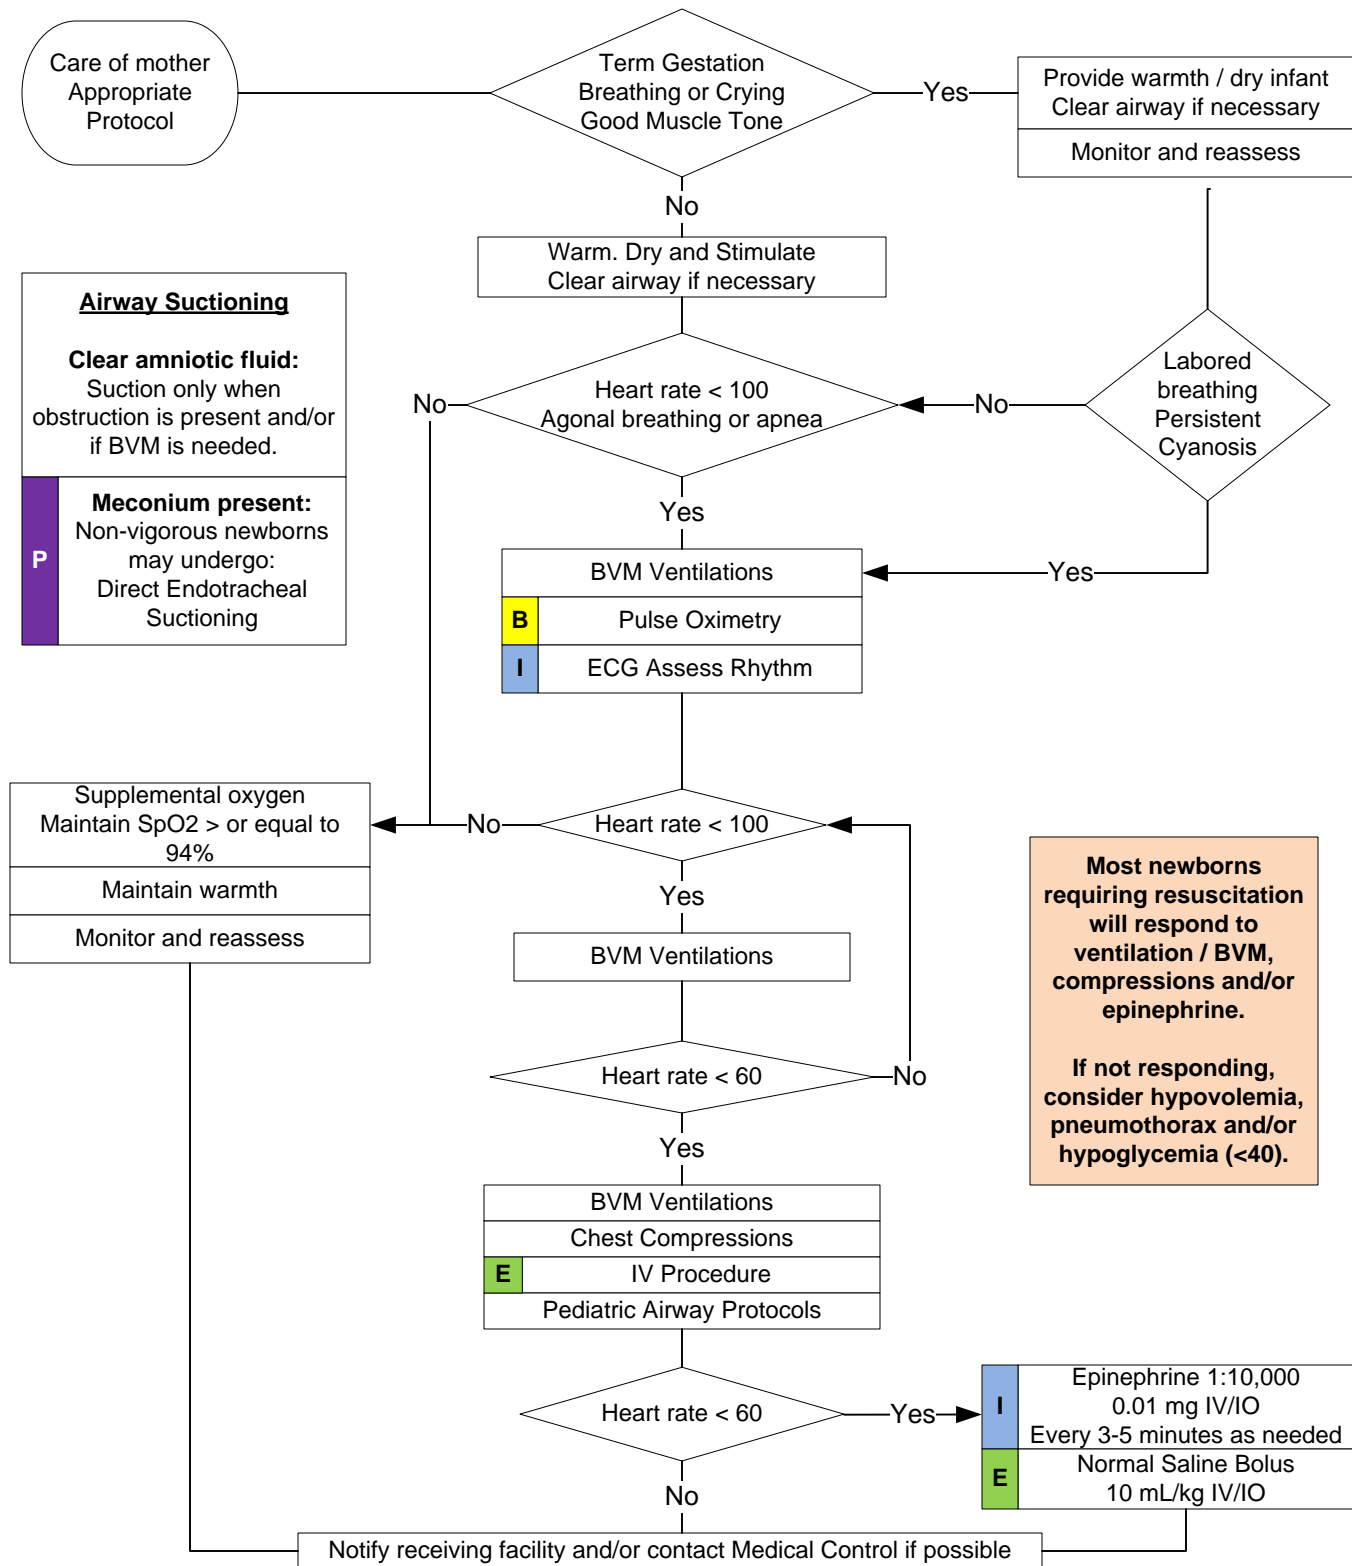 Care of mother
Appropriate
Protocol
Term Gestation
Breathing or Crying
Good Muscle Tone
Yes
Provide warmth / dry infant
Clear airway if necessary
Monitor and reassess
No
Warm. Dry and Stimulate
Clear airway if necessary
Airway Suctioning
Clear amniotic fluid:
Suction only when
obstruction is present and/or
if BVM is needed.
P
Meconium present:
Non-vigorous newborns
may undergo:
Direct Endotracheal
Suctioning
No
Heart rate < 100
Agonal breathing or apnea
No
Labored
breathing
Persistent
Cyanosis
Yes
Yes
BVM Ventilations
B
Pulse Oximetry
I
ECG Assess Rhythm
Supplemental oxygen
Maintain SpO2 > or equal to
94%
Maintain warmth
Monitor and reassess
No
Heart rate < 100
Yes
BVM Ventilations
Heart rate < 60
No
Yes
Most newborns
requiring resuscitation
will respond to
ventilation / BVM,
compressions and/or
epinephrine.
If not responding,
consider hypovolemia,
pneumothorax and/or
hypoglycemia (<40).
BVM Ventilations
Chest Compressions
E
IV Procedure
Pediatric Airway Protocols
Heart rate < 60
Yes
I
Epinephrine 1:10,000
0.01 mg IV/IO
Every 3-5 minutes as needed
E
Normal Saline Bolus
10 mL/kg IV/IO
No
Notify receiving facility and/or contact Medical Control if possible